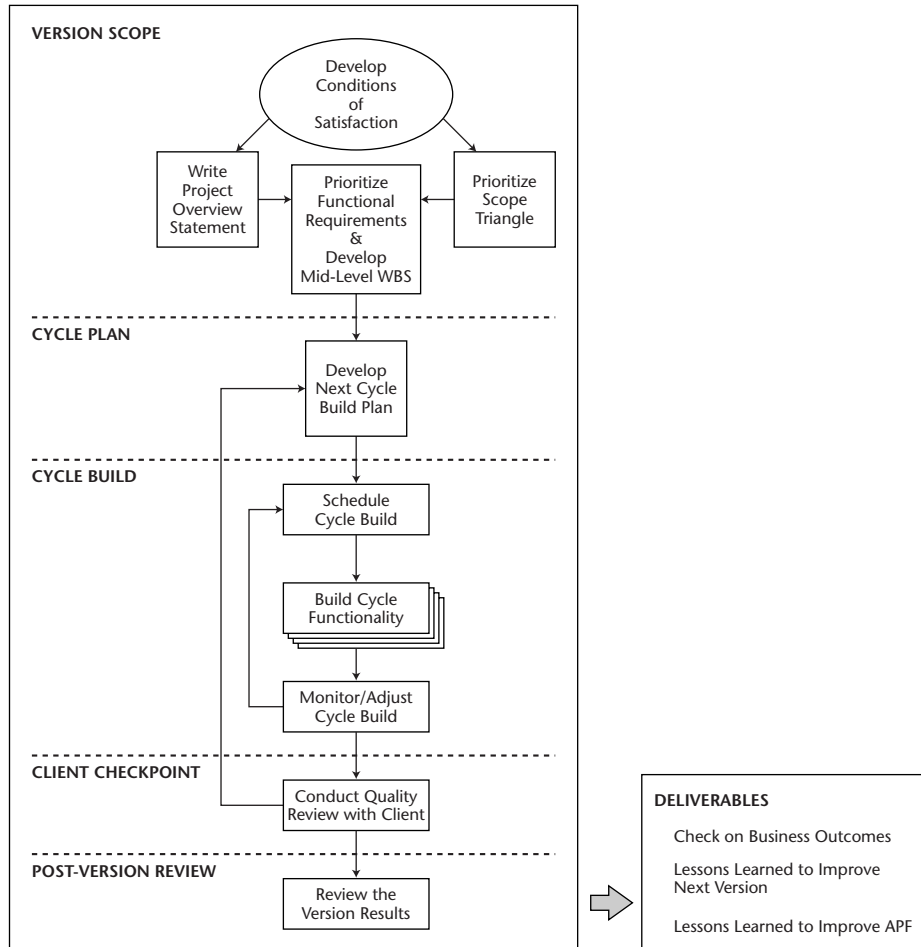 VERSION SCOPE
Develop
Conditions
of
Satisfaction
Write
Project
Overview
Statement
Prioritize
Functional
Requirements
&
Develop
Mid-Level WBS
Prioritize
Scope
Triangle
CYCLE PLAN
Develop
Next Cycle
Build Plan
CYCLE BUILD
Schedule
Cycle Build
Build Cycle
Functionality
Monitor/Adjust
Cycle Build
CLIENT CHECKPOINT
Conduct Quality
Review with Client
POST-VERSION REVIEW
Review the
Version Results
DELIVERABLES
Check on Business Outcomes
Lessons Learned to Improve
Next Version
Lessons Learned to Improve APF